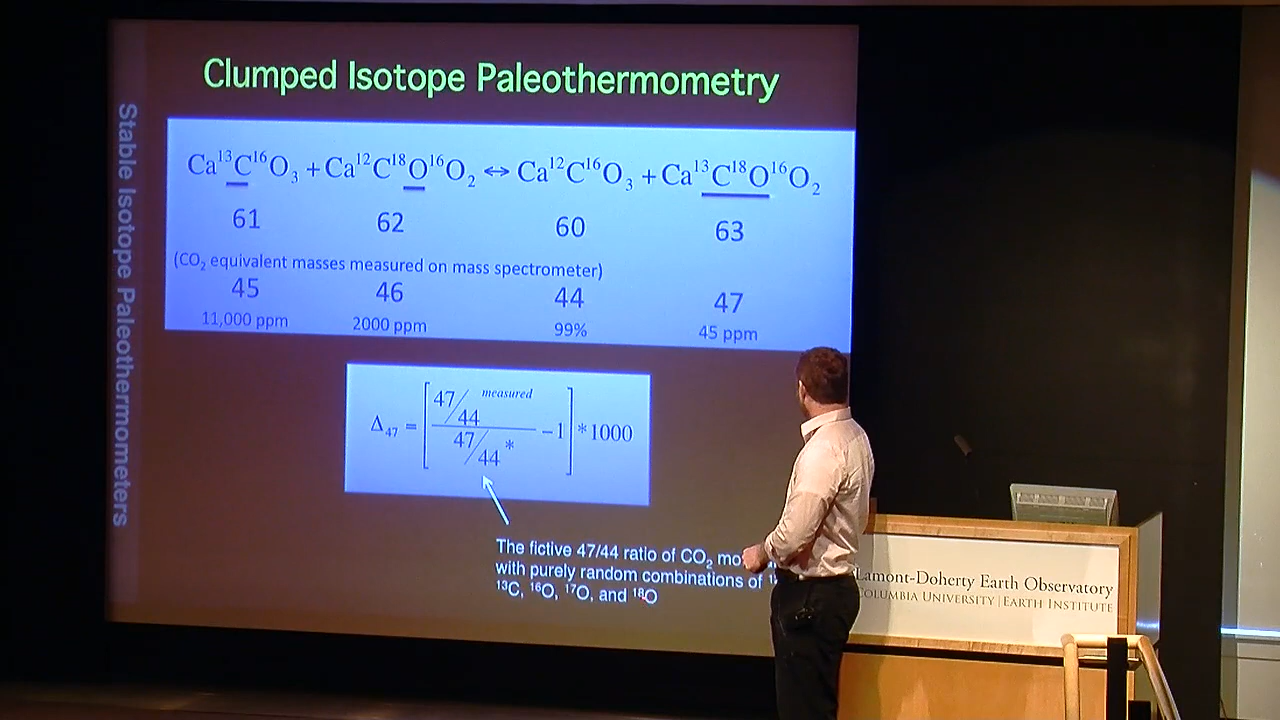 Clumped Isotope Paleothermometry
Stable Isotope Paleothermometers
Ca¹³C¹⁶O₃ + Ca¹²C¹⁸O¹⁶O₂ ↔ Ca¹²C¹⁶O₃ + Ca¹³C¹⁸O¹⁶O₂
61 62 60 63
(CO₂ equivalent masses measured on mass spectrometer)
45 46 44 47
11,000 ppm 2000 ppm 99% 45 ppm
Δ₄₇ = [ (47/44 measured) / (47/44 *) − 1 ] * 1000
The fictive 47/44 ratio of CO₂
with purely random combinations of
¹³C, ¹⁶O, ¹⁷O, and ¹⁸O
Lamont-Doherty Earth Observatory
COLUMBIA UNIVERSITY | EARTH INSTITUTE